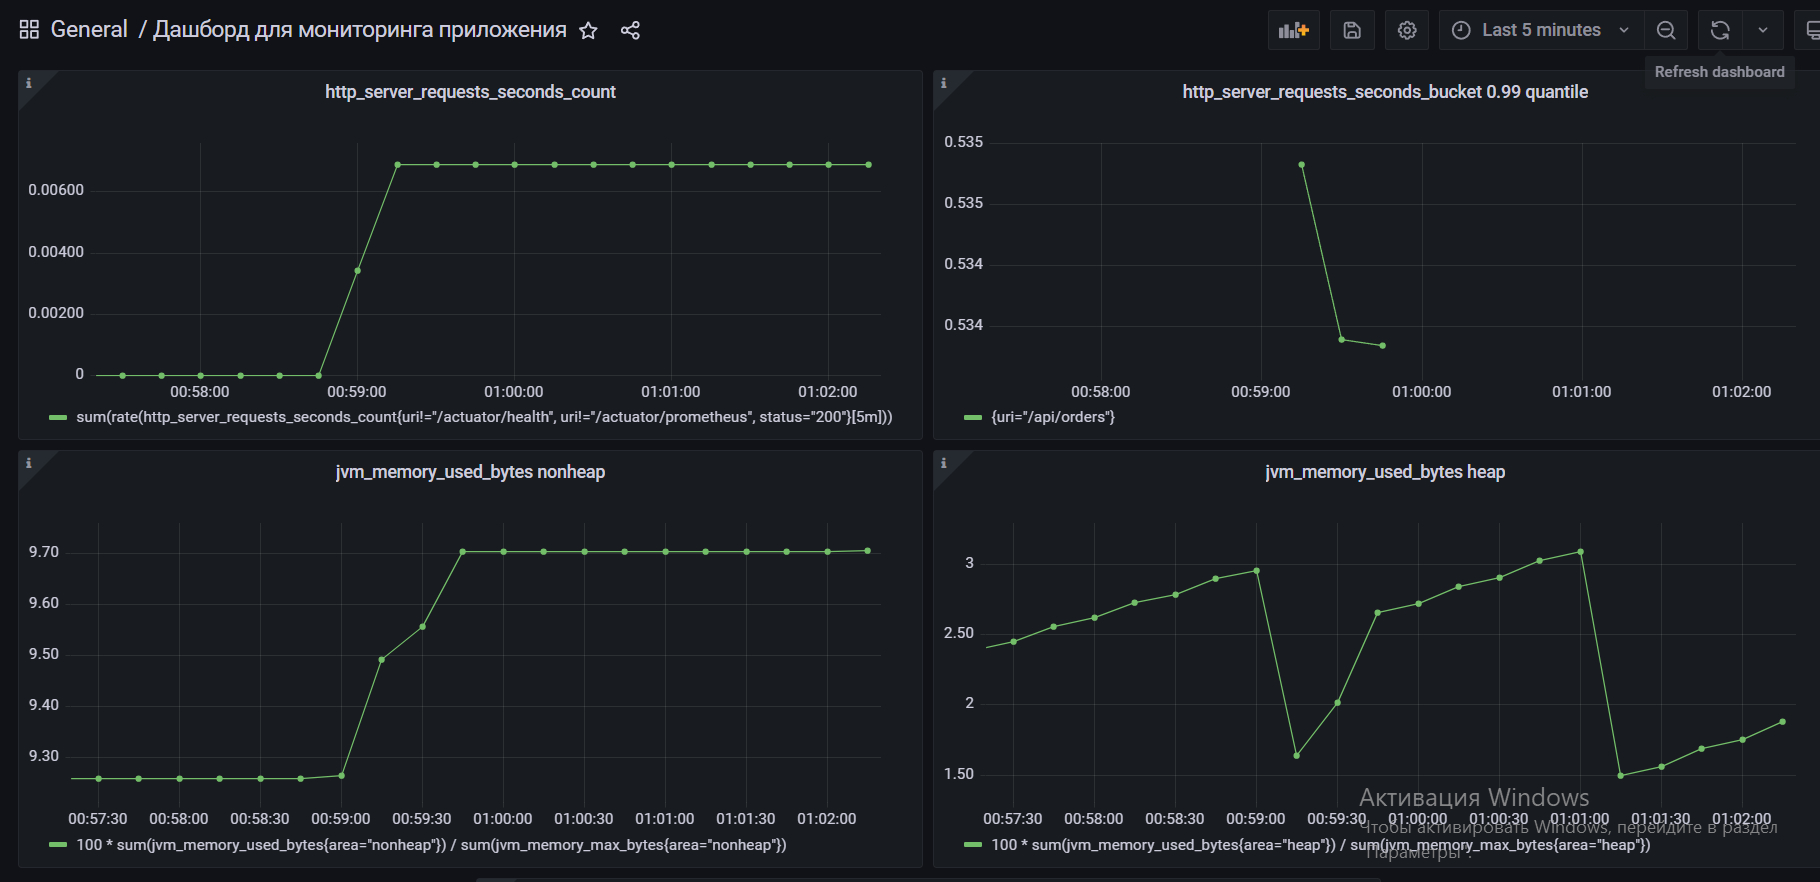 General / Дашборд для мониторинга приложения
Last 5 minutes
Refresh dashboard
http_server_requests_seconds_count
0.00600
0.00400
0.00200
0
00:58:00 00:59:00 01:00:00 01:01:00 01:02:00
sum(rate(http_server_requests_seconds_count{uri!="/actuator/health", uri!="/actuator/prometheus", status="200"}[5m]))
http_server_requests_seconds_bucket 0.99 quantile
0.535
0.535
0.534
0.534
00:58:00 00:59:00 01:00:00 01:01:00 01:02:00
{uri="/api/orders"}
jvm_memory_used_bytes nonheap
9.70
9.60
9.50
9.40
9.30
00:57:30 00:58:00 00:58:30 00:59:00 00:59:30 01:00:00 01:00:30 01:01:00 01:01:30 01:02:00
100 * sum(jvm_memory_used_bytes{area="nonheap"}) / sum(jvm_memory_max_bytes{area="nonheap"})
jvm_memory_used_bytes heap
3
2.50
2
1.50
00:57:30 00:58:00 00:58:30 00:59:00 00:59:30 01:00:00 01:00:30 01:01:00 01:01:30 01:02:00
100 * sum(jvm_memory_used_bytes{area="heap"}) / sum(jvm_memory_max_bytes{area="heap"})
Активация Windows
Чтобы активировать Windows, перейдите в раздел
"Параметры".